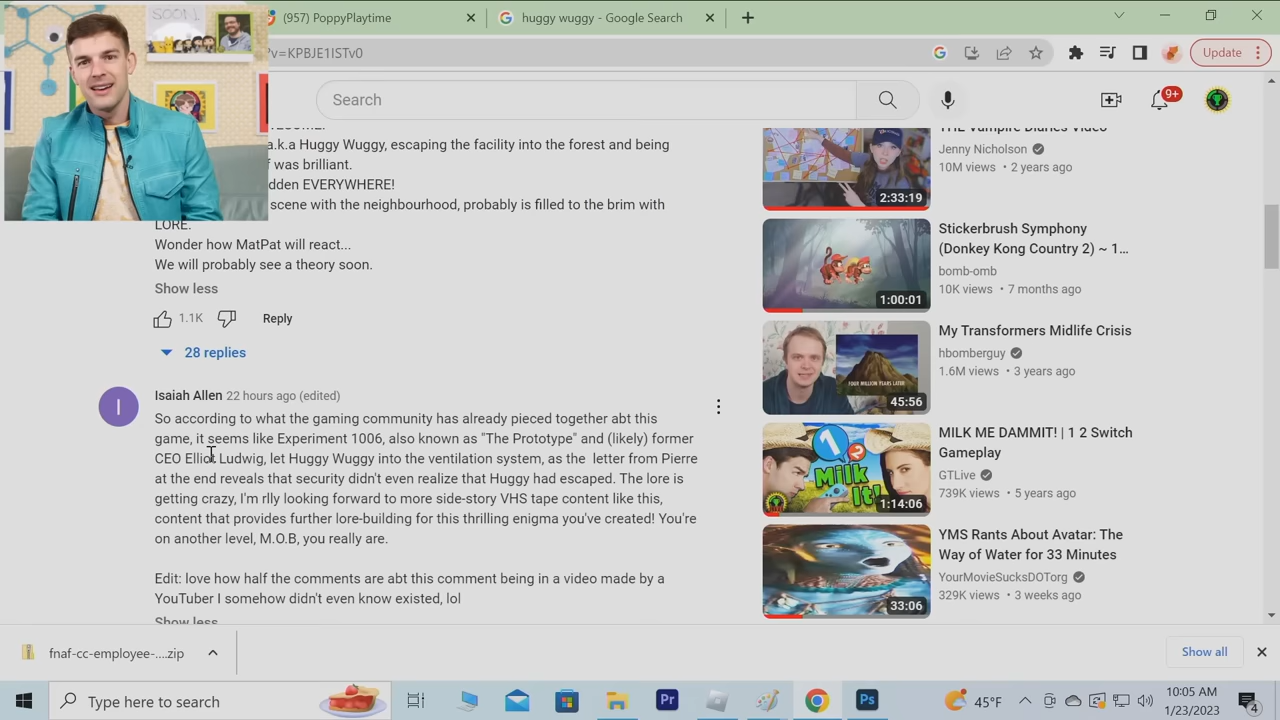 (957) PoppyPlaytime
huggy wuggy - Google Search
?v=KPBJE1ISTv0
Update
SOON
Search
9+
a.k.a Huggy Wuggy, escaping the facility into the forest and being
f was brilliant.
dden EVERYWHERE!
scene with the neighbourhood, probably is filled to the brim with
LORE.
Wonder how MatPat will react...
We will probably see a theory soon.
Show less
1.1K
Reply
28 replies
Isaiah Allen 22 hours ago (edited)
So according to what the gaming community has already pieced together abt this
game, it seems like Experiment 1006, also known as "The Prototype" and (likely) former
CEO Elliot Ludwig, let Huggy Wuggy into the ventilation system, as the letter from Pierre
at the end reveals that security didn't even realize that Huggy had escaped. The lore is
getting crazy, I'm rlly looking forward to more side-story VHS tape content like this,
content that provides further lore-building for this thrilling enigma you've created! You're
on another level, M.O.B, you really are.
Edit: love how half the comments are abt this comment being in a video made by a
YouTuber I somehow didn't even know existed, lol
Show less
THE Vampire Diaries Video
Jenny Nicholson
10M views • 2 years ago
2:33:19
Stickerbrush Symphony
(Donkey Kong Country 2) ~ 1...
bomb-omb
10K views • 7 months ago
1:00:01
My Transformers Midlife Crisis
hbomberguy
1.6M views • 3 years ago
FOUR MILLION YEARS LATER
45:56
MILK ME DAMMIT! | 1 2 Switch
Gameplay
GTLive
739K views • 5 years ago
1 2
Milk It!
1:14:06
YMS Rants About Avatar: The
Way of Water for 33 Minutes
YourMovieSucksDOTorg
329K views • 3 weeks ago
33:06
fnaf-cc-employee-....zip
Show all
Type here to search
Pr
Ps
45°F
10:05 AM
1/23/2023
4